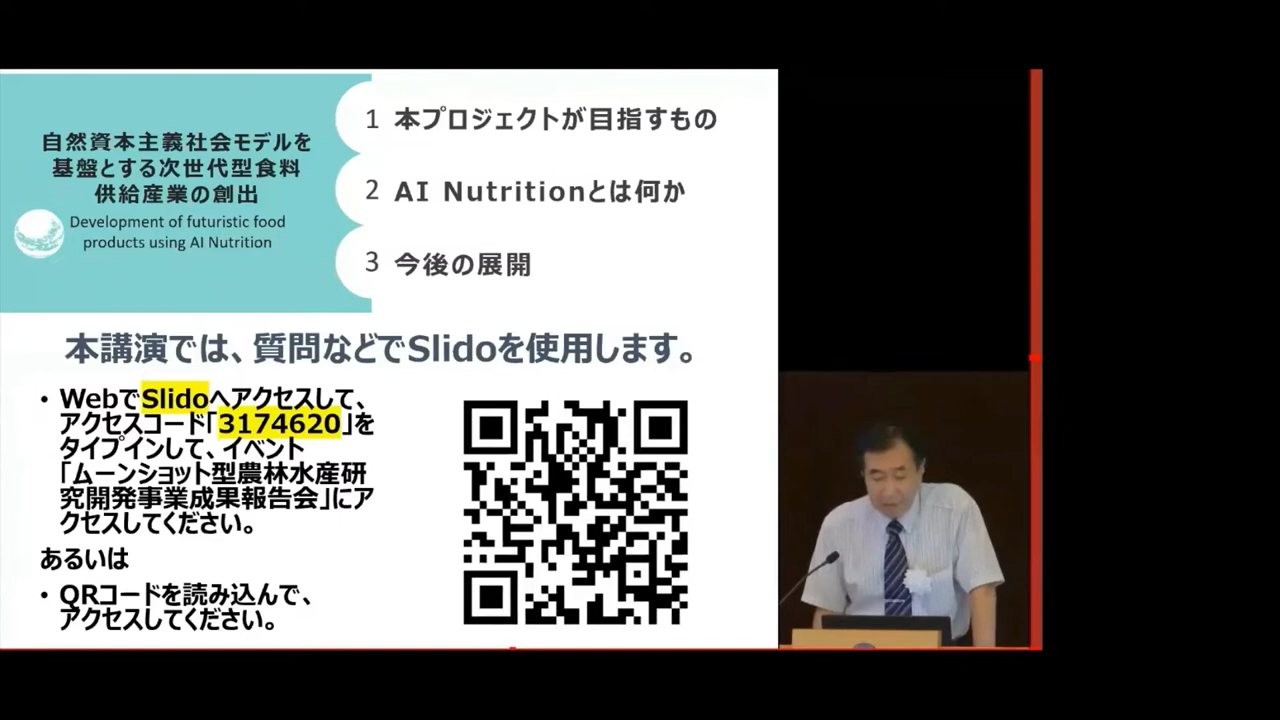 自然資本主義社会モデルを
基盤とする次世代型食料
供給産業の創出
Development of futuristic food
products using AI Nutrition
1 本プロジェクトが目指すもの
2 AI Nutritionとは何か
3 今後の展開
本講演では、質問などでSlidoを使用します。
• WebでSlidoへアクセスして、
アクセスコード「3174620」を
タイプインして、イベント
「ムーンショット型農林水産研
究開発事業成果報告会」にア
クセスしてください。
あるいは
• QRコードを読み込んで、
アクセスしてください。